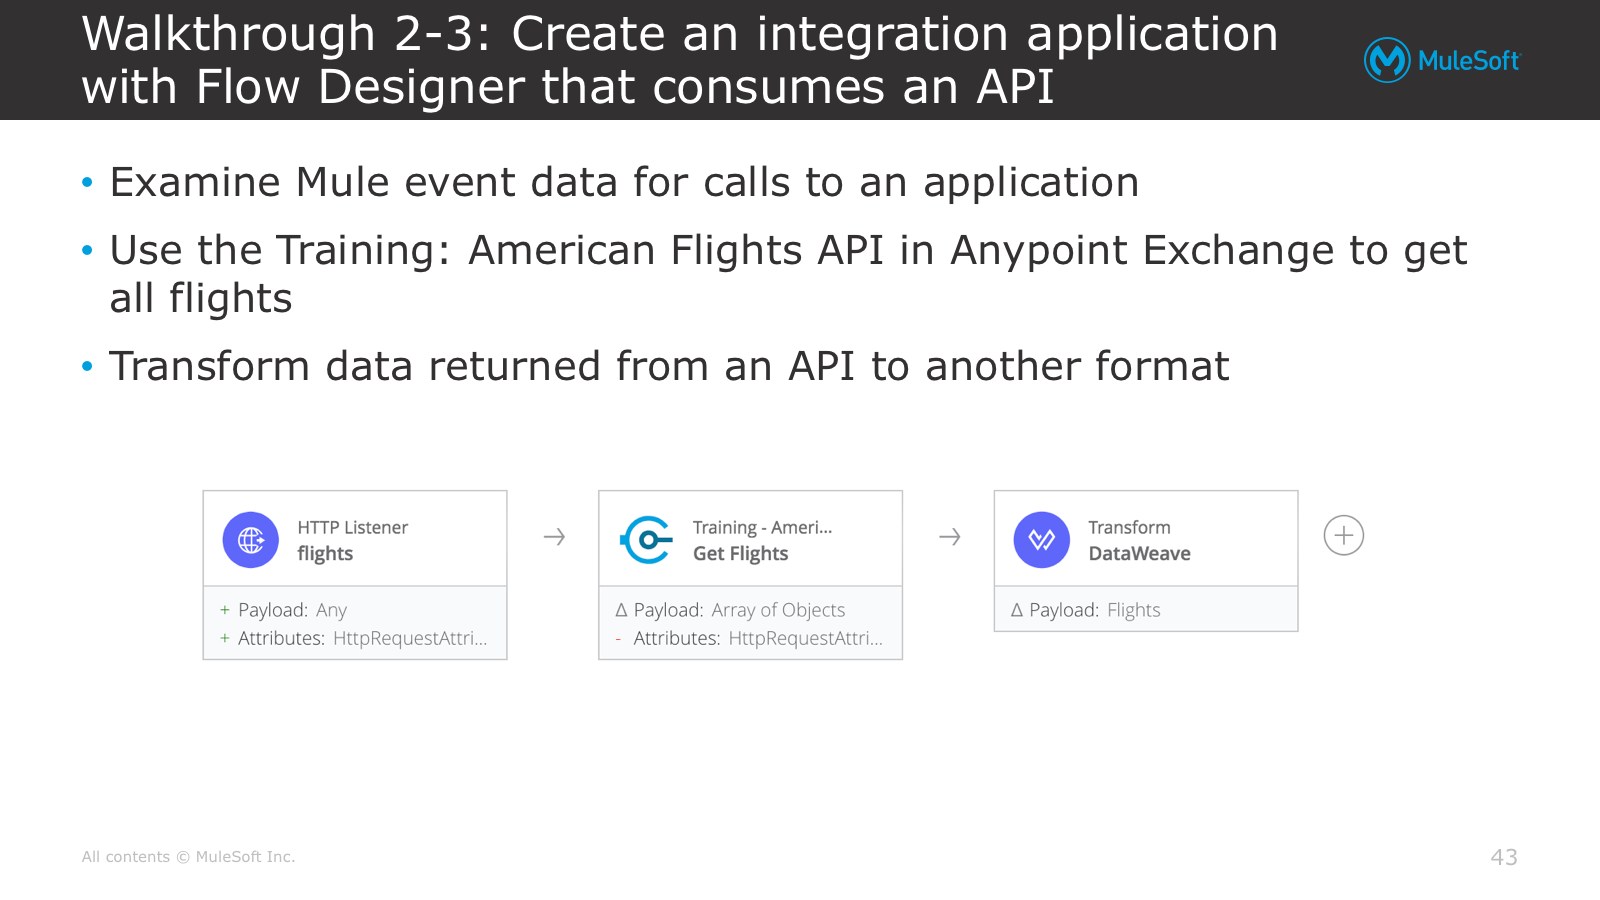 Walkthrough 2-3: Create an integration application
with Flow Designer that consumes an API
MuleSoft
• Examine Mule event data for calls to an application
• Use the Training: American Flights API in Anypoint Exchange to get
all flights
• Transform data returned from an API to another format
HTTP Listener
flights
+ Payload: Any
+ Attributes: HttpRequestAttri...
→
Training - Ameri...
Get Flights
Δ Payload: Array of Objects
- Attributes: HttpRequestAttri...
→
Transform
DataWeave
Δ Payload: Flights
All contents © MuleSoft Inc.
43